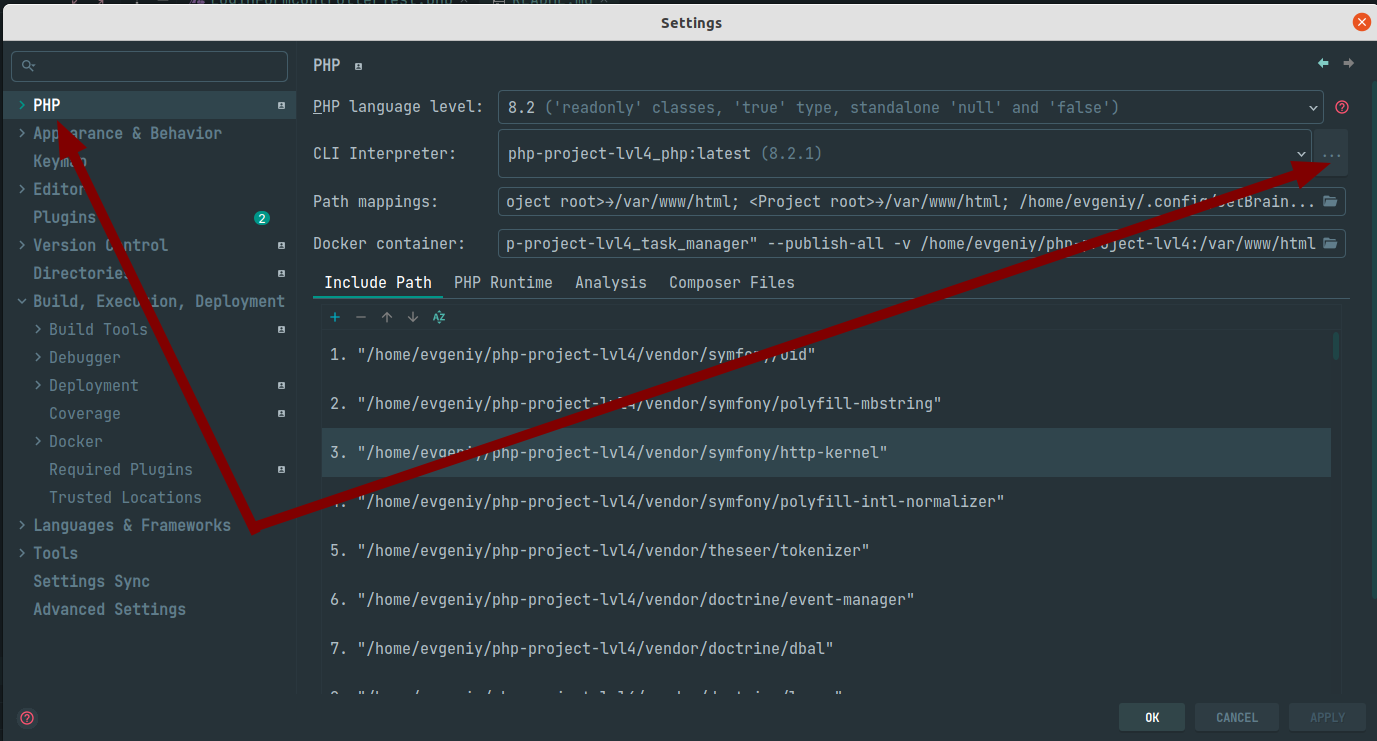 Settings
PHP
Appearance & Behavior
Keymap
Editor
Plugins 2
Version Control
Directories
Build, Execution, Deployment
Build Tools
Debugger
Deployment
Coverage
Docker
Required Plugins
Trusted Locations
Languages & Frameworks
Tools
Settings Sync
Advanced Settings
PHP
PHP language level: 8.2 ('readonly' classes, 'true' type, standalone 'null' and 'false')
CLI Interpreter: php-project-lvl4_php:latest (8.2.1) ...
Path mappings: oject root>→/var/www/html; <Project root>→/var/www/html; /home/evgeniy/.config/JetBrain...
Docker container: p-project-lvl4_task_manager" --publish-all -v /home/evgeniy/php-project-lvl4:/var/www/html
Include Path PHP Runtime Analysis Composer Files
1. "/home/evgeniy/php-project-lvl4/vendor/symfony/uid"
2. "/home/evgeniy/php-project-lvl4/vendor/symfony/polyfill-mbstring"
3. "/home/evgeniy/php-project-lvl4/vendor/symfony/http-kernel"
4. "/home/evgeniy/php-project-lvl4/vendor/symfony/polyfill-intl-normalizer"
5. "/home/evgeniy/php-project-lvl4/vendor/theseer/tokenizer"
6. "/home/evgeniy/php-project-lvl4/vendor/doctrine/event-manager"
7. "/home/evgeniy/php-project-lvl4/vendor/doctrine/dbal"
OK CANCEL APPLY